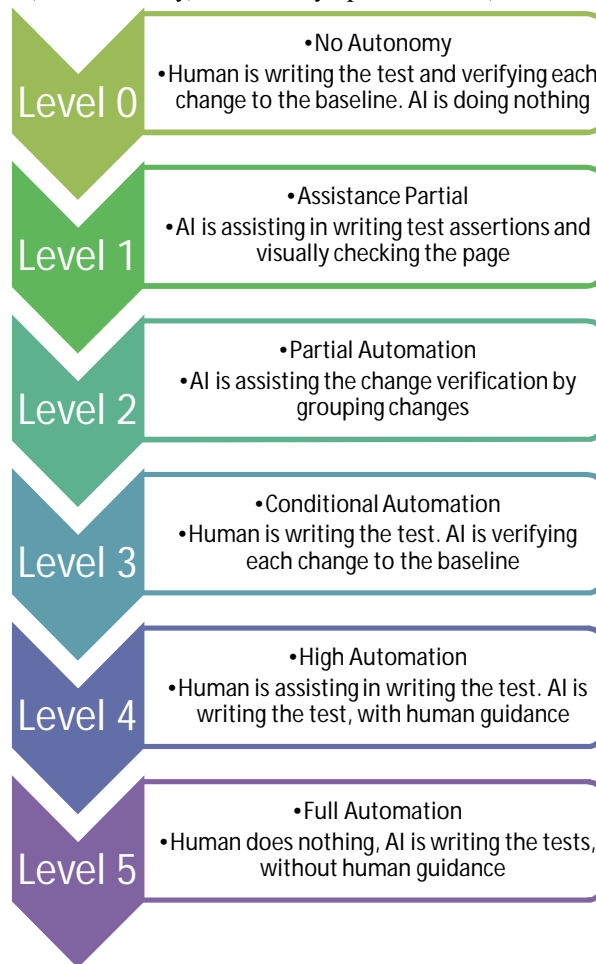 •No Autonomy
•Human is writing the test and verifying each
change to the baseline. AI is doing nothing
Level 0
•Assistance Partial
•AI is assisting in writing test assertions and
visually checking the page
Level 1
•Partial Automation
•AI is assisting the change verification by
grouping changes
Level 2
•Conditional Automation
•Human is writing the test. AI is verifying
each change to the baseline
Level 3
•High Automation
•Human is assisting in writing the test. AI is
writing the test, with human guidance
Level 4
•Full Automation
•Human does nothing, AI is writing the tests,
without human guidance
Level 5